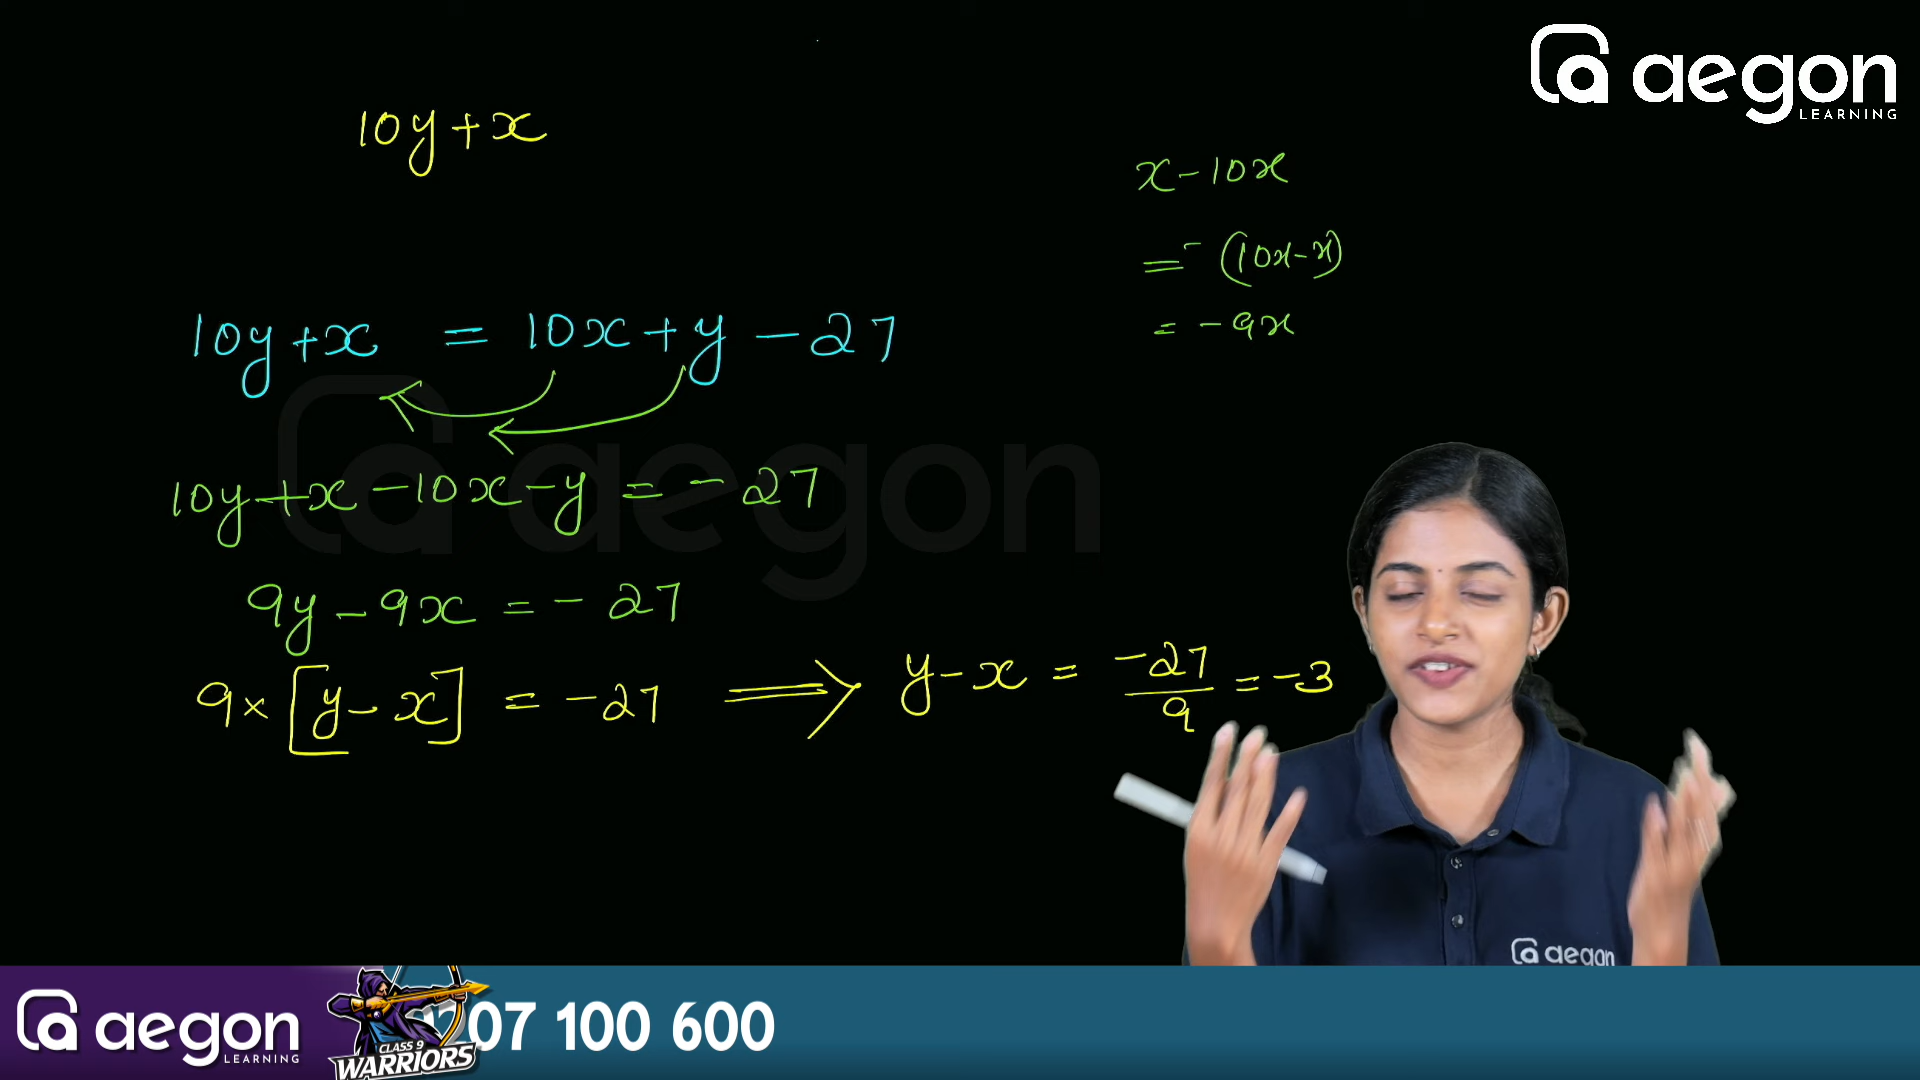 aegon
LEARNING
10y+x
x-10x
= -(10x-x)
= -9x
10y+x = 10x+y-27
10y+x-10x-y = -27
9y-9x = -27
9×[y-x] = -27 ⟹ y-x = -27/9 = -3
aegon
aegon
aegon
LEARNING
CLASS 9
WARRIORS
07 100 600